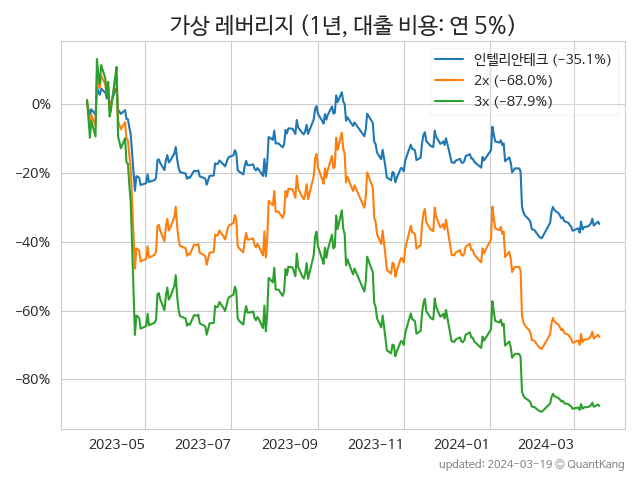 가상 레버리지 (1년, 대출 비용: 연 5%)
인텔리안테크 (−35.1%)
2x (−68.0%)
3x (−87.9%)
0%
−20%
−40%
−60%
−80%
2023-05
2023-07
2023-09
2023-11
2024-01
2024-03
updated: 2024-03-19 © QuantKang